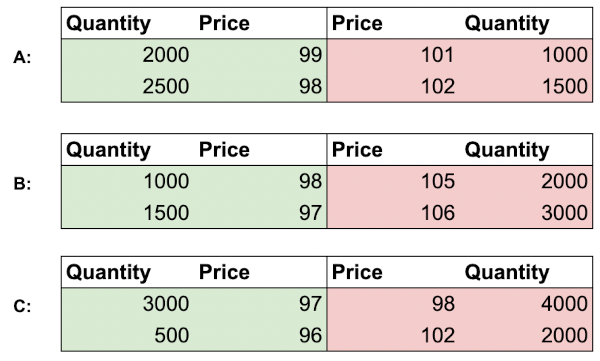 Quantity Price Price Quantity
A: 2000 99 101 1000
2500 98 102 1500
Quantity Price Price Quantity
B: 1000 98 105 2000
1500 97 106 3000
Quantity Price Price Quantity
C: 3000 97 98 4000
500 96 102 2000